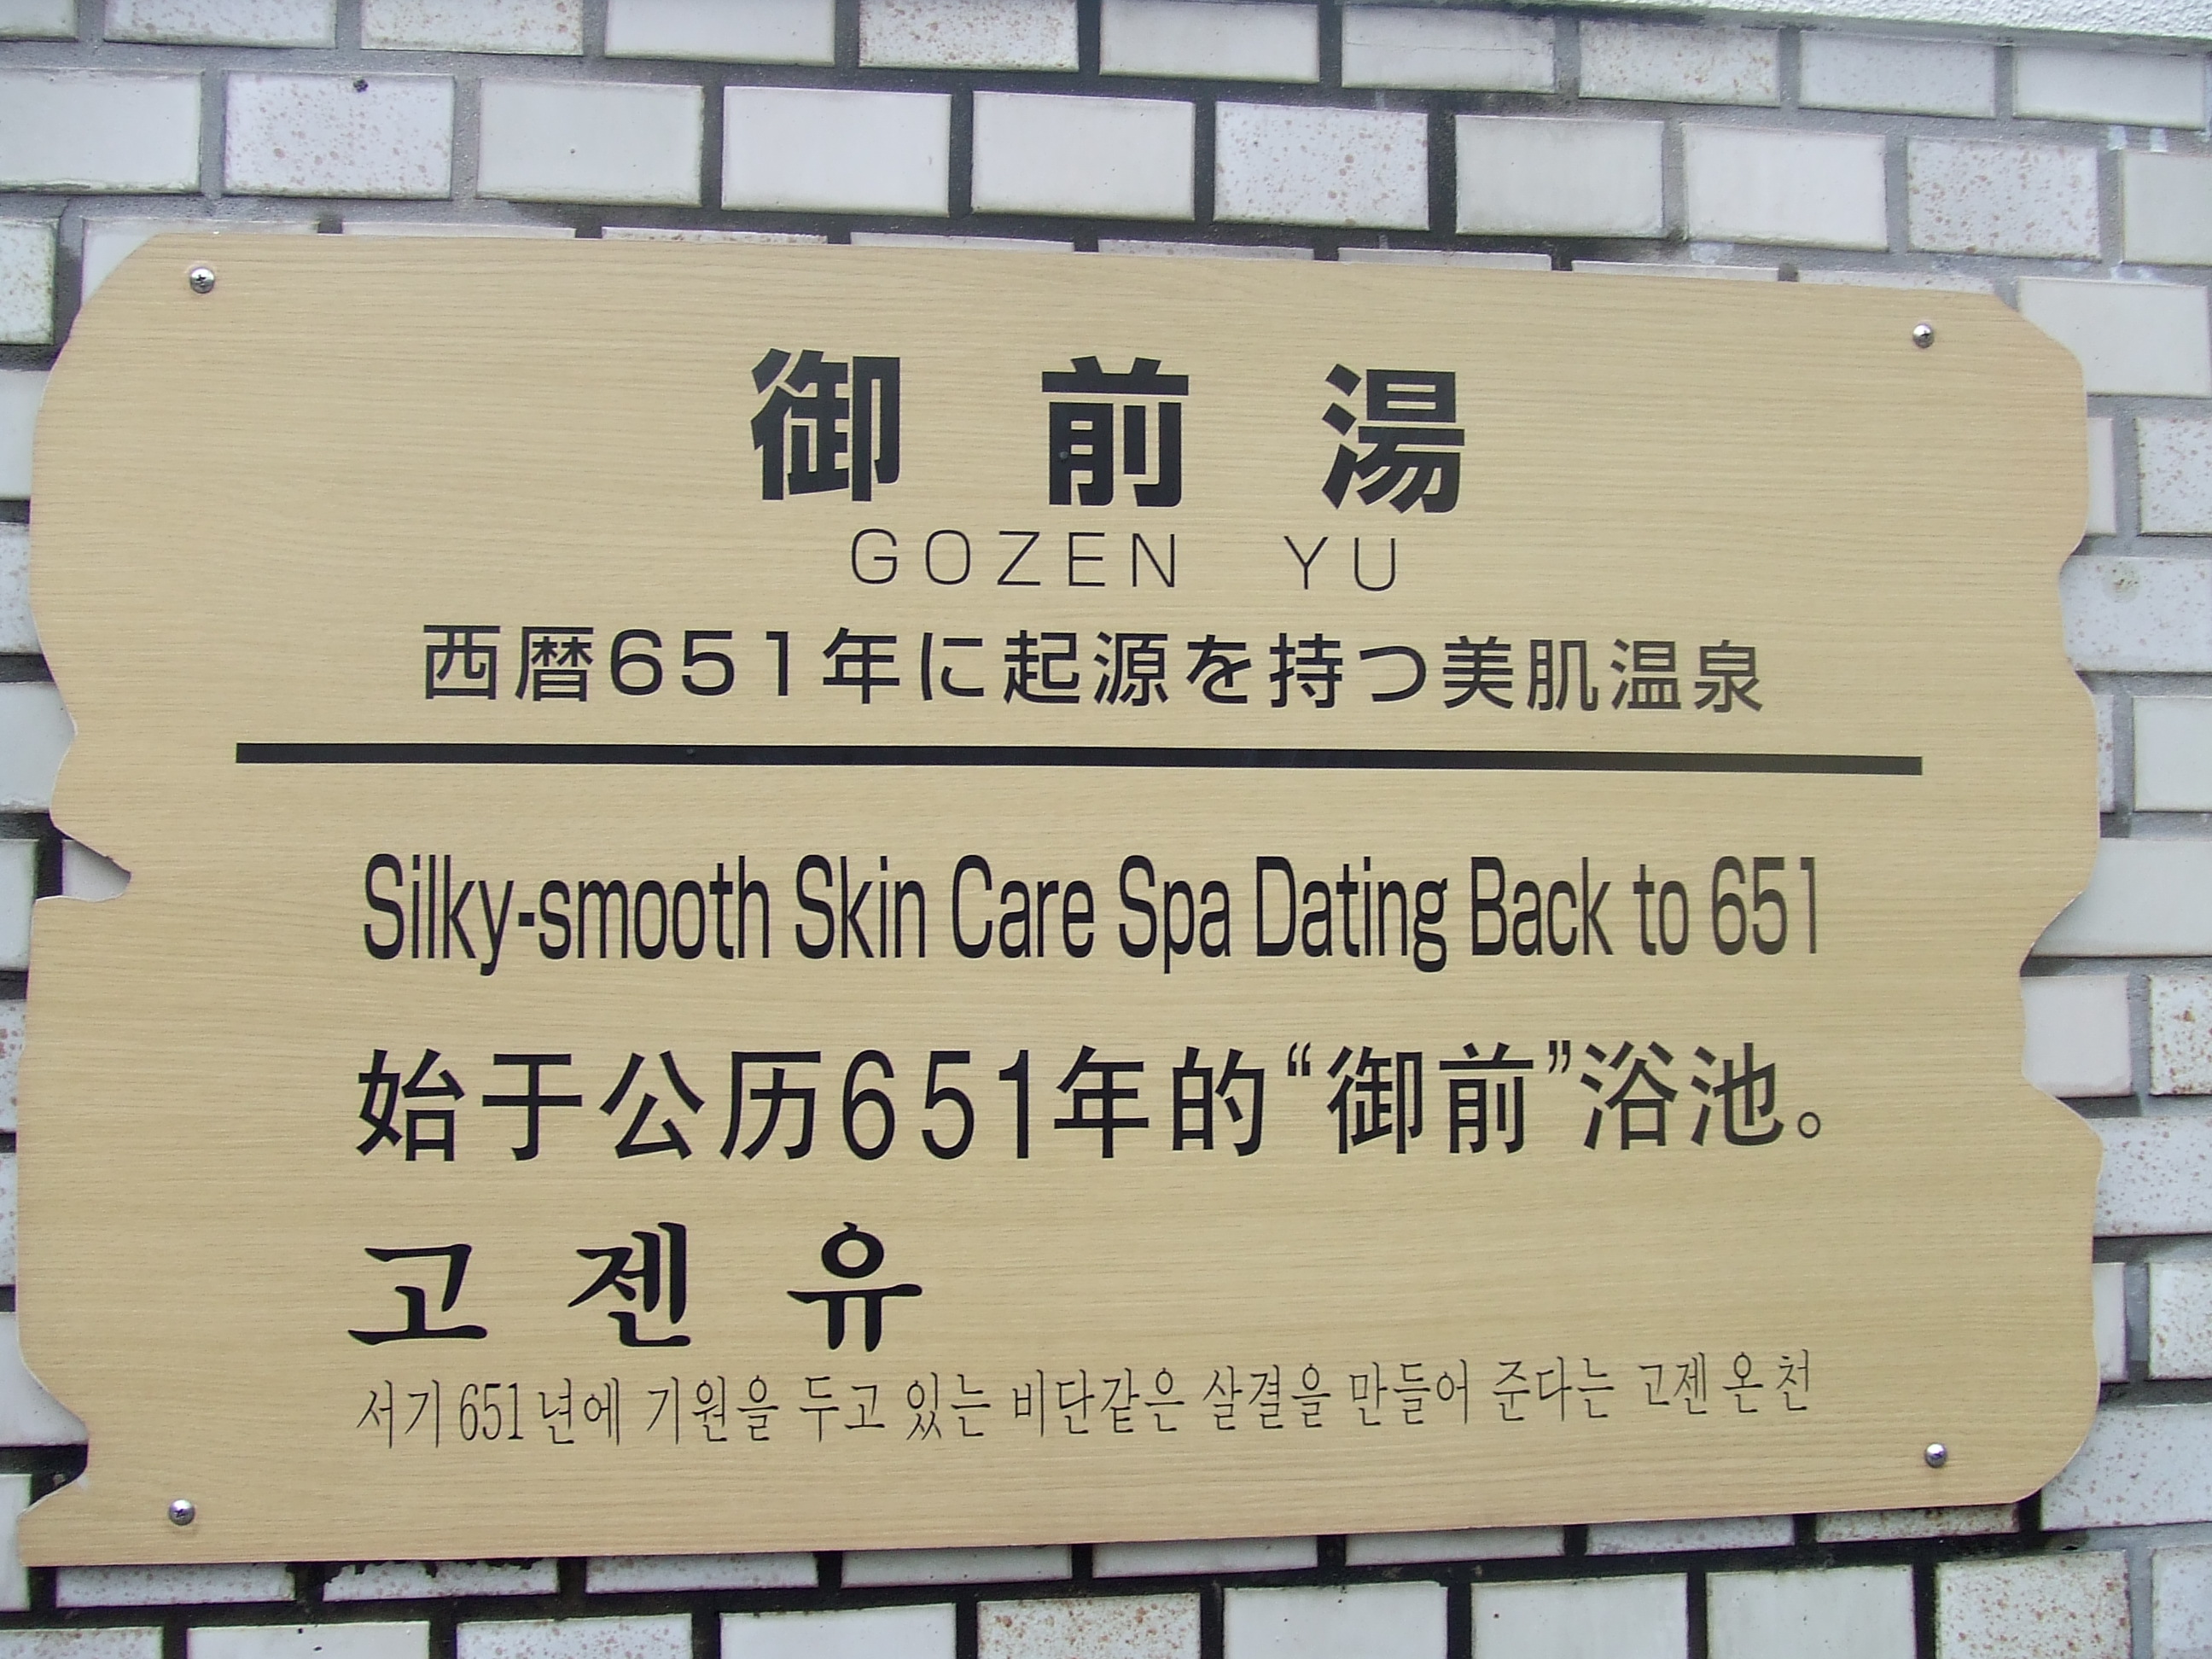 御前湯
GOZEN YU
西暦651年に起源を持つ美肌温泉
Silky-smooth Skin Care Spa Dating Back to 651
始于公历651年的“御前”浴池。
고젠유
서기 651년에 기원을 두고 있는 비단같은 살결을 만들어 준다는 고젠 온천